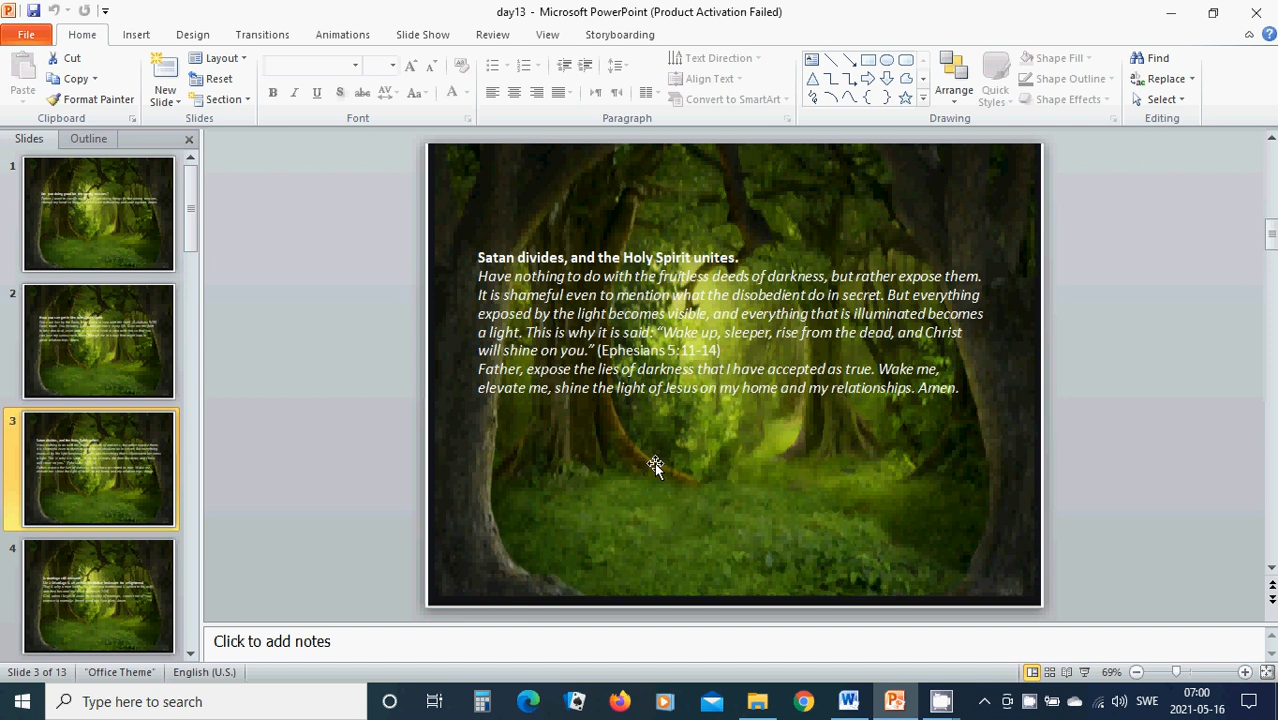 day13 - Microsoft PowerPoint (Product Activation Failed)
File Home Insert Design Transitions Animations Slide Show Review View Storyboarding
Paste
Cut
Copy
Format Painter
Clipboard
New Slide
Layout
Reset
Section
Slides
B I U S abc AV Aa A
Font
Text Direction
Align Text
Convert to SmartArt
Paragraph
Arrange
Quick Styles
Shape Fill
Shape Outline
Shape Effects
Drawing
Find
Replace
Select
Editing
Slides Outline
1
2
3
4
Satan divides, and the Holy Spirit unites.
Have nothing to do with the fruitless deeds of darkness, but rather expose them.
It is shameful even to mention what the disobedient do in secret. But everything
exposed by the light becomes visible, and everything that is illuminated becomes
a light. This is why it is said: “Wake up, sleeper, rise from the dead, and Christ
will shine on you.” (Ephesians 5:11-14)
Father, expose the lies of darkness that I have accepted as true. Wake me,
elevate me, shine the light of Jesus on my home and my relationships. Amen.
Click to add notes
Slide 3 of 13 "Office Theme" English (U.S.) 69%
Type here to search
SWE
07:00
2021-05-16